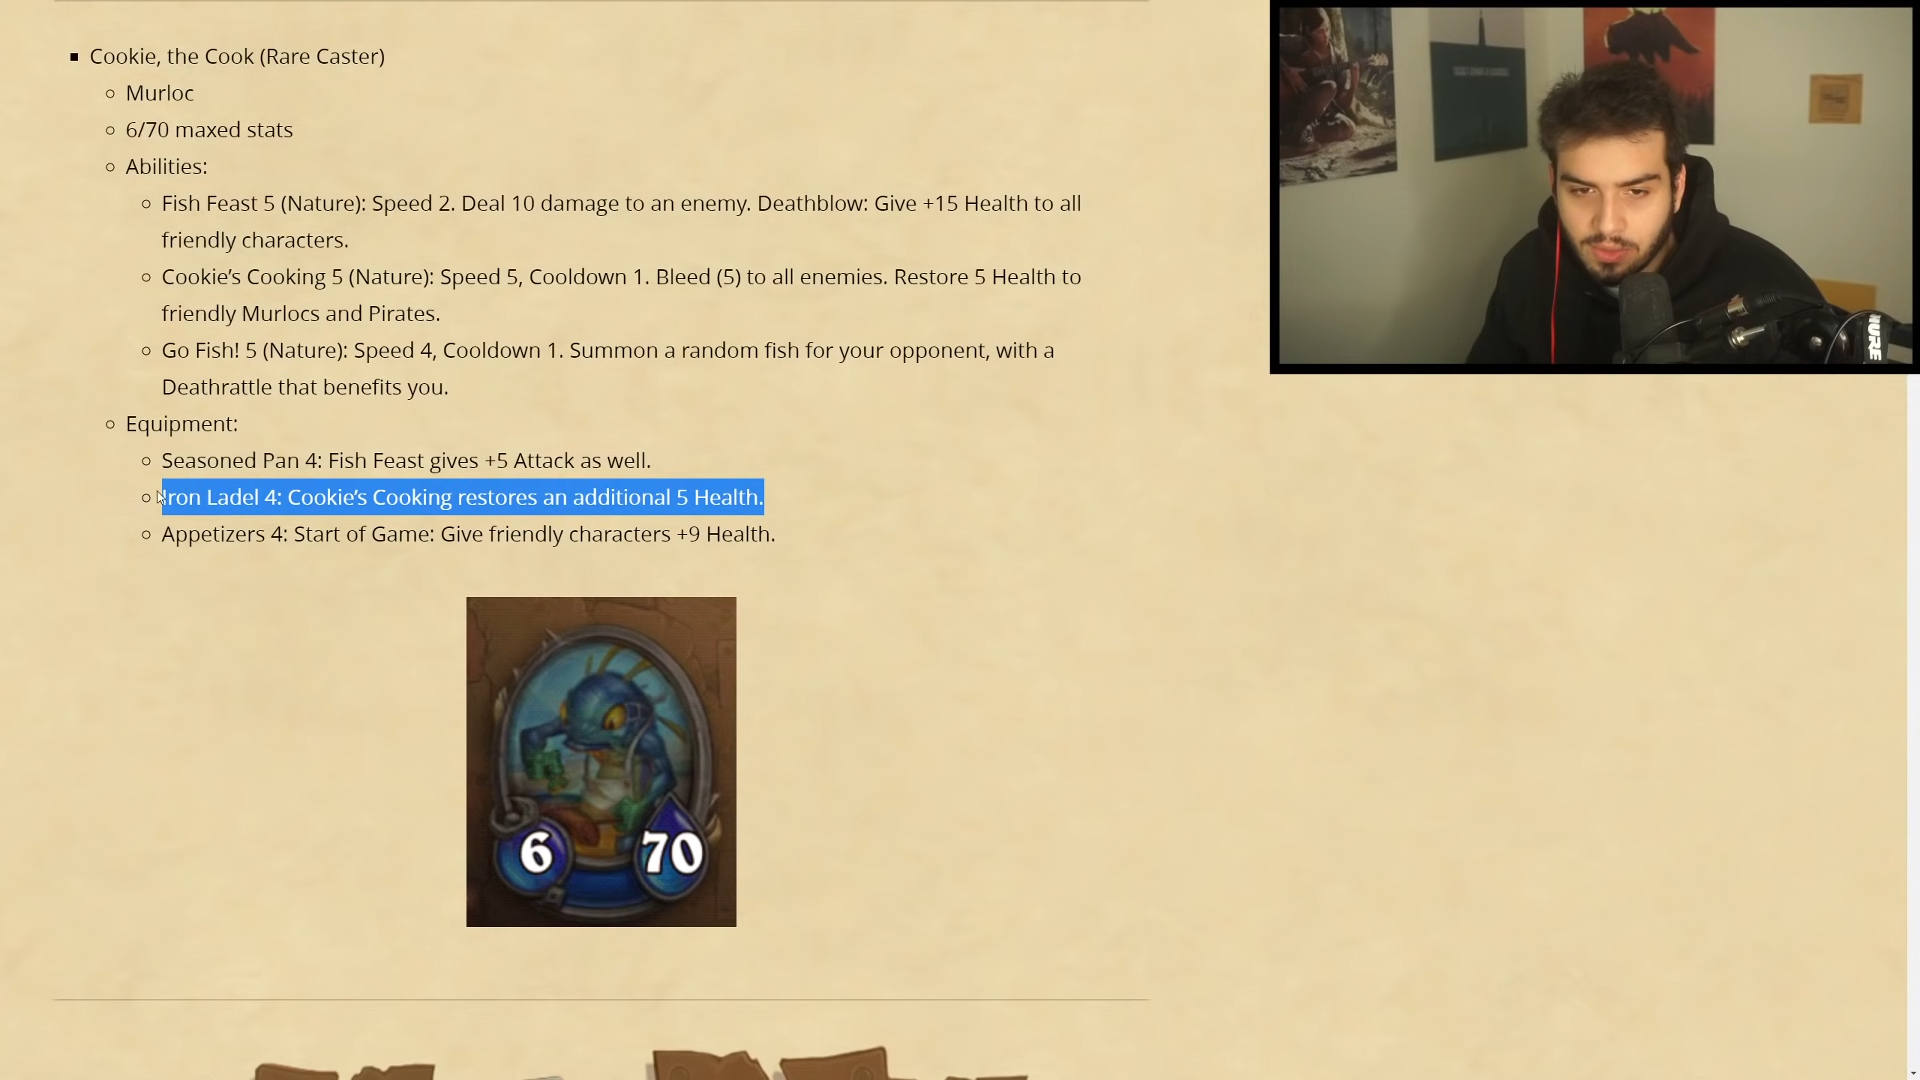 Cookie, the Cook (Rare Caster)
Murloc
6/70 maxed stats
Abilities:
Fish Feast 5 (Nature): Speed 2. Deal 10 damage to an enemy. Deathblow: Give +15 Health to all
friendly characters.
Cookie’s Cooking 5 (Nature): Speed 5, Cooldown 1. Bleed (5) to all enemies. Restore 5 Health to
friendly Murlocs and Pirates.
Go Fish! 5 (Nature): Speed 4, Cooldown 1. Summon a random fish for your opponent, with a
Deathrattle that benefits you.
Equipment:
Seasoned Pan 4: Fish Feast gives +5 Attack as well.
Iron Ladel 4: Cookie’s Cooking restores an additional 5 Health.
Appetizers 4: Start of Game: Give friendly characters +9 Health.
6 70